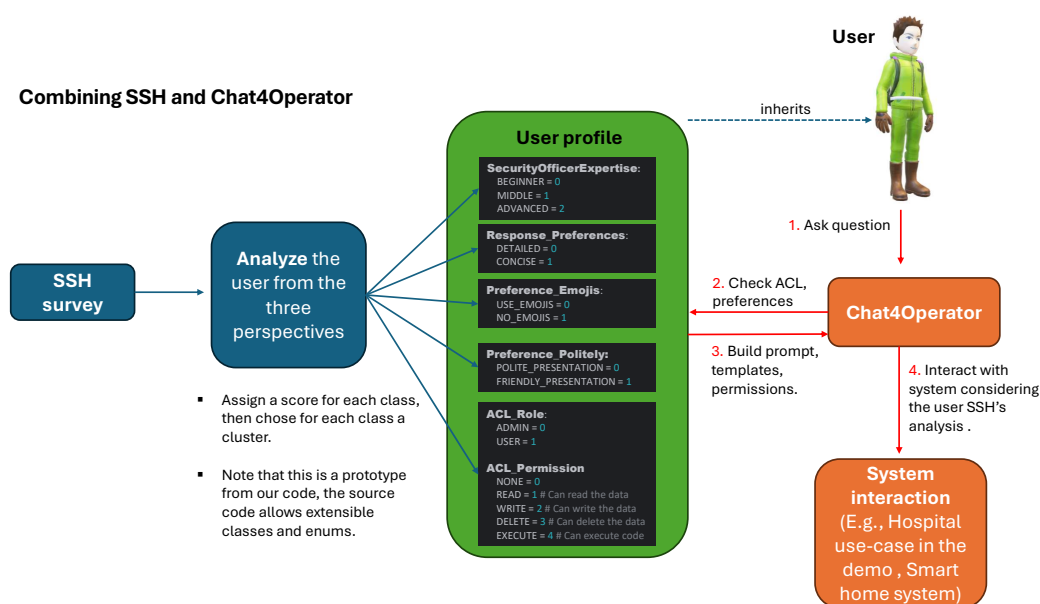 User
Combining SSH and Chat4Operator
inherits
User profile
SecurityOfficerExpertise:
BEGINNER = 0
MIDDLE = 1
ADVANCED = 2
Response_Preferences:
DETAILED = 0
CONCISE = 1
Preference_Emojis:
USE_EMOJIS = 0
NO_EMOJIS = 1
Preference_Politely:
POLITE_PRESENTATION = 0
FRIENDLY_PRESENTATION = 1
ACL_Role:
ADMIN = 0
USER = 1
ACL_Permission
NONE = 0
READ = 1 # Can read the data
WRITE = 2 # Can write the data
DELETE = 3 # Can delete the data
EXECUTE = 4 # Can execute code
SSH
survey
Analyze the
user from the
three
perspectives
▪ Assign a score for each class,
then chose for each class a
cluster.
▪ Note that this is a prototype
from our code, the source
code allows extensible
classes and enums.
1. Ask question
2. Check ACL,
preferences
Chat4Operator
3. Build prompt,
templates,
permissions.
4. Interact with
system considering
the user SSH's
analysis .
System
interaction
(E.g., Hospital
use-case in the
demo , Smart
home system)